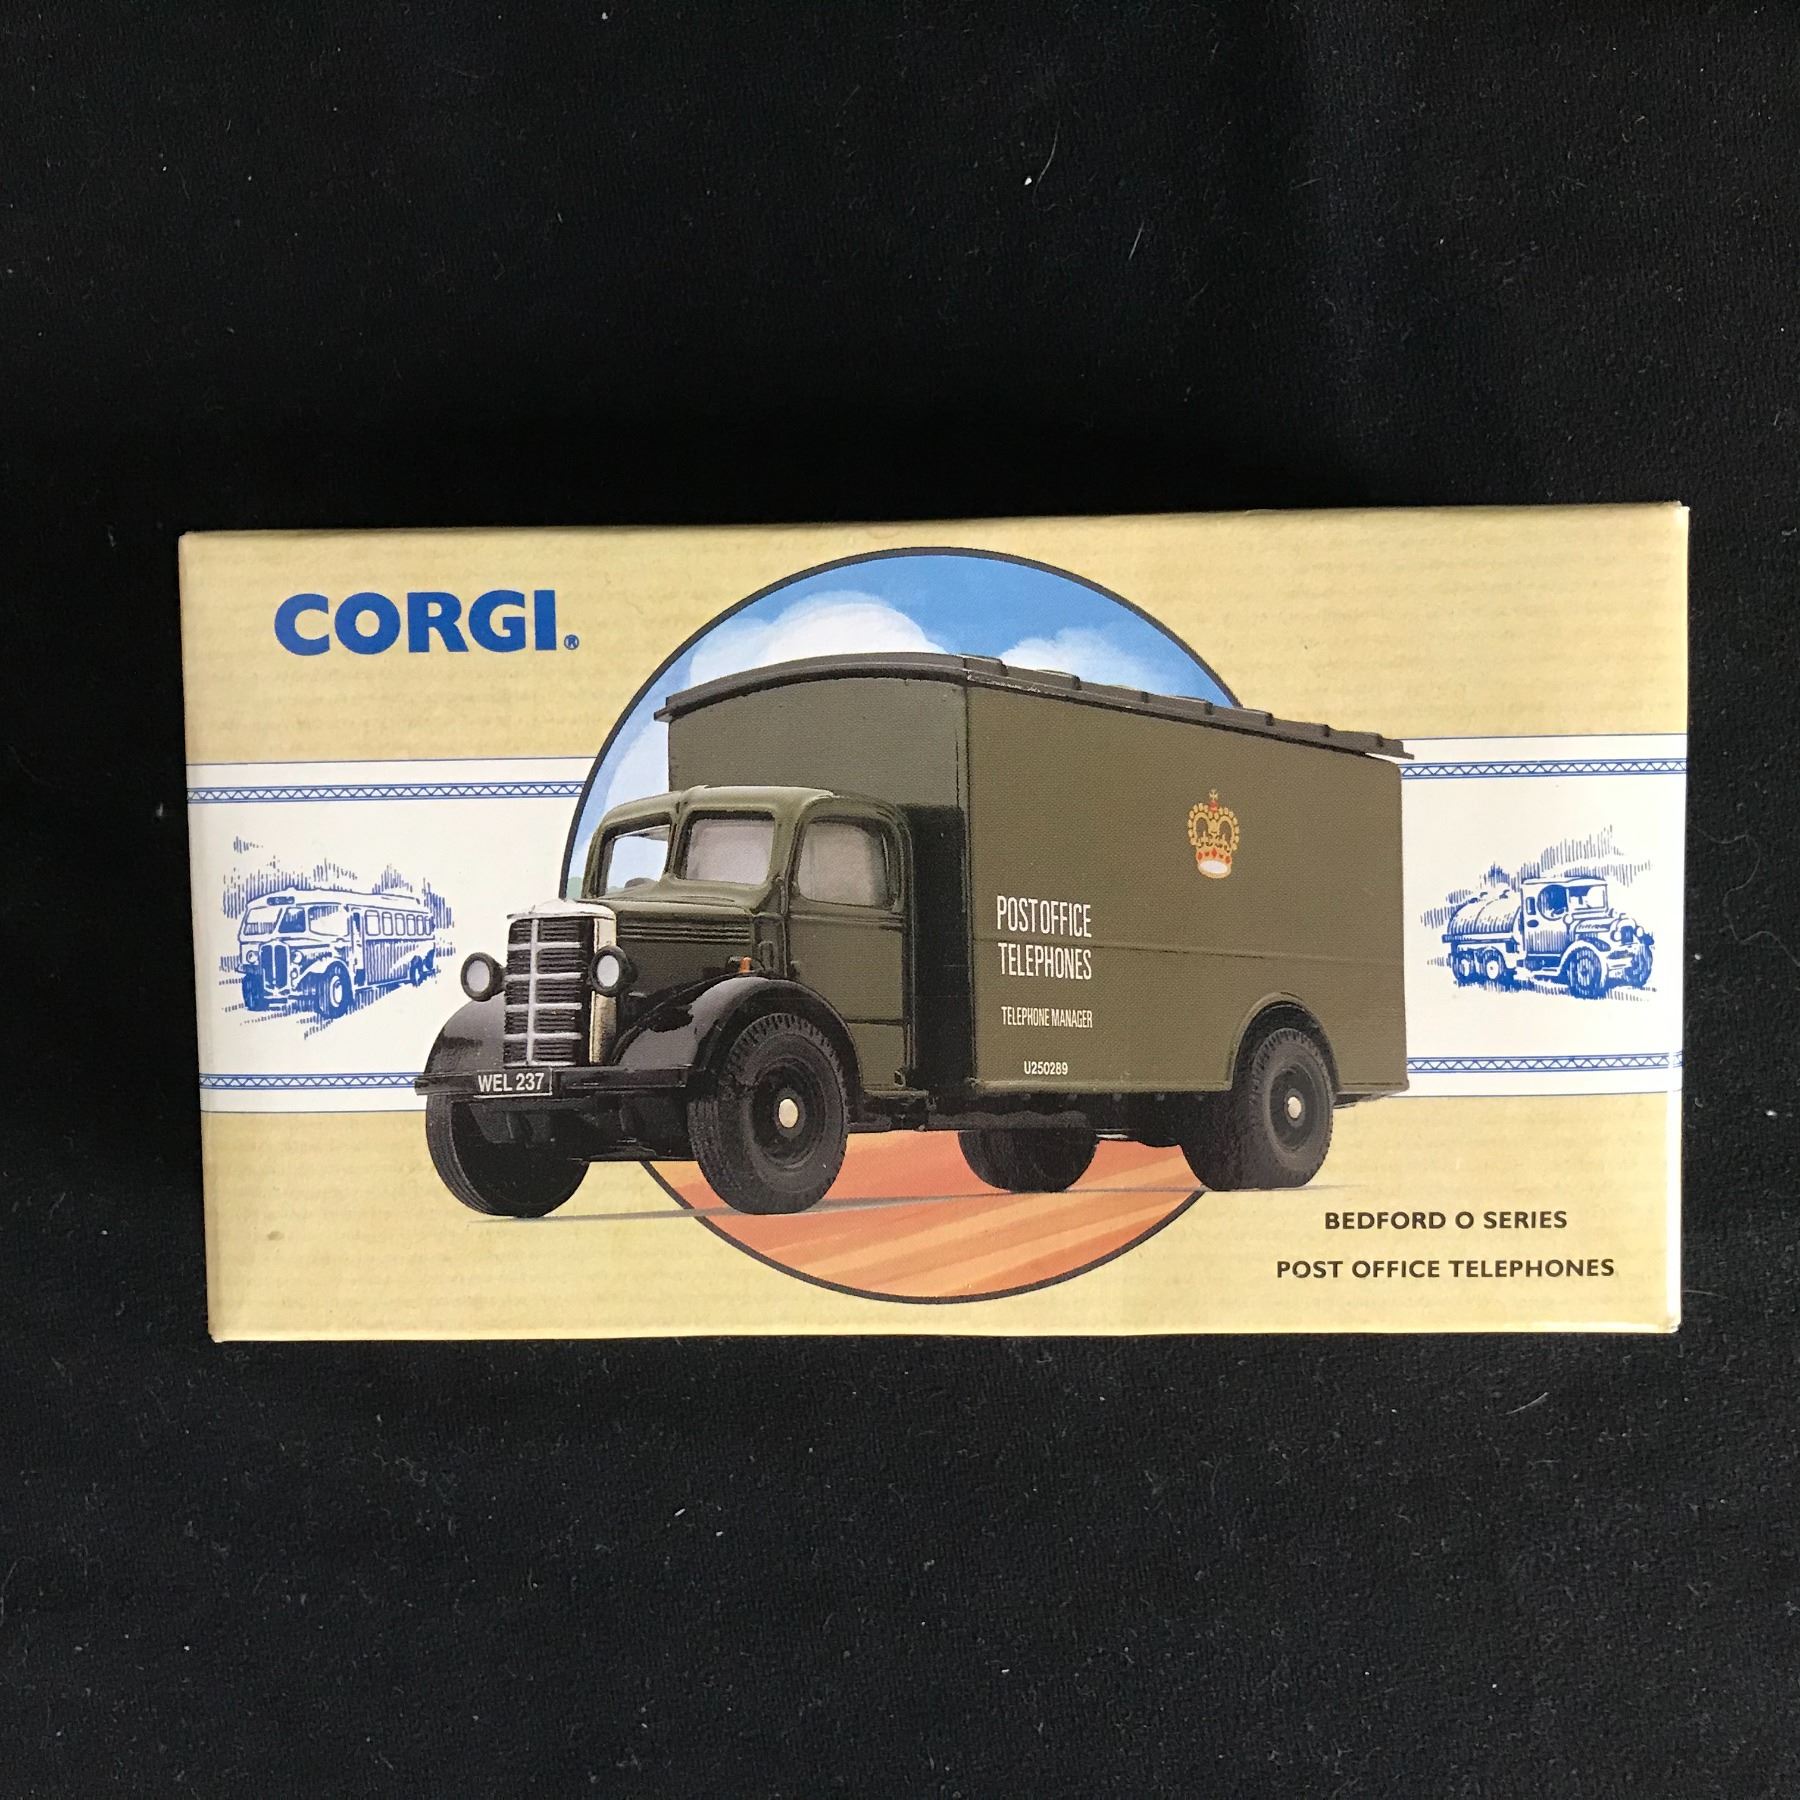 CORGI®
POST OFFICE
TELEPHONES
TELEPHONE MANAGER
U250289
WEL 237
BEDFORD O SERIES
POST OFFICE TELEPHONES